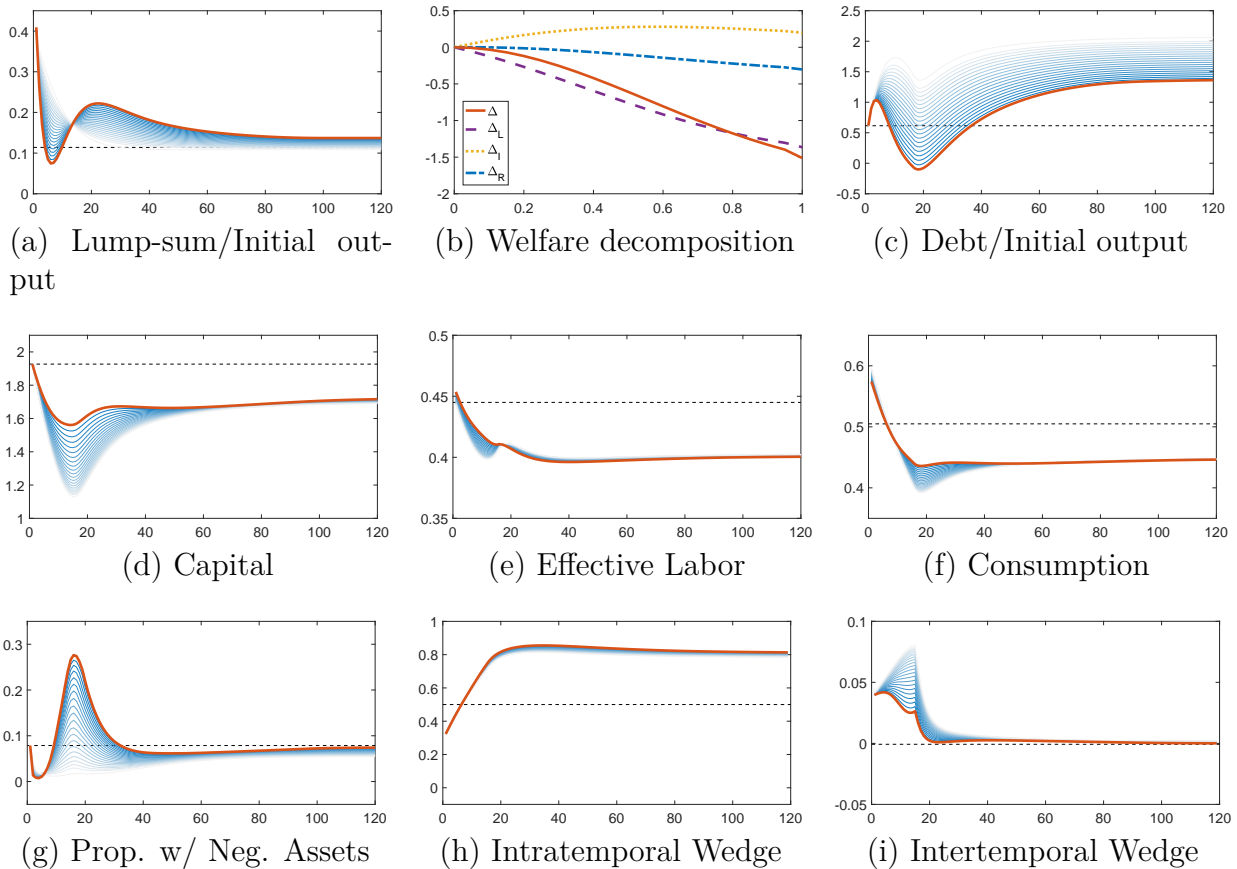 0.4
0.3
0.2
0.1
0
0 20 40 60 80 100 120
(a) Lump-sum/Initial out-
put
0.5
0
-0.5
-1
-1.5
-2
Δ
Δ_L
Δ_I
Δ_R
0 0.2 0.4 0.6 0.8 1
(b) Welfare decomposition
2.5
2
1.5
1
0.5
0
-0.5
0 20 40 60 80 100 120
(c) Debt/Initial output
2
1.8
1.6
1.4
1.2
1
0 20 40 60 80 100 120
(d) Capital
0.5
0.45
0.4
0.35
0 20 40 60 80 100 120
(e) Effective Labor
0.6
0.5
0.4
0 20 40 60 80 100 120
(f) Consumption
0.3
0.2
0.1
0
0 20 40 60 80 100 120
(g) Prop. w/ Neg. Assets
1
0.8
0.6
0.4
0.2
0
0 20 40 60 80 100 120
(h) Intratemporal Wedge
0.1
0.05
0
-0.05
0 20 40 60 80 100 120
(i) Intertemporal Wedge